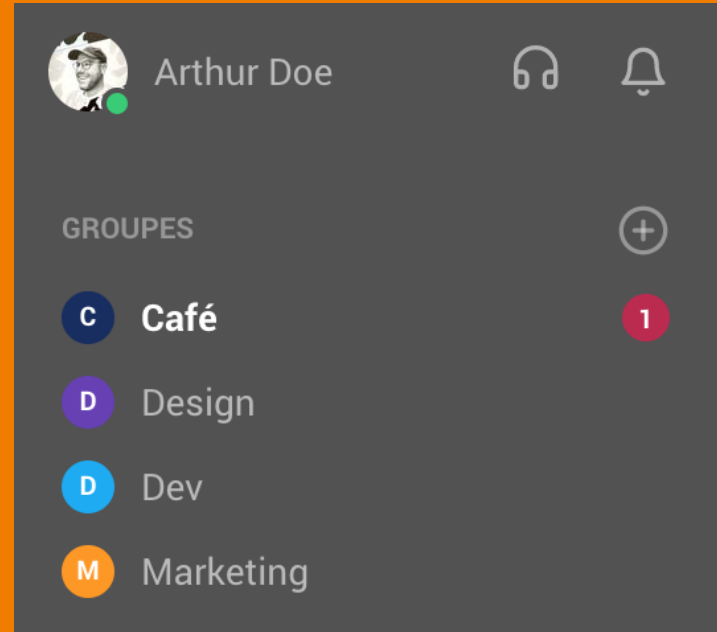 Arthur Doe
GROUPES
C Café 1
D Design
D Dev
M Marketing